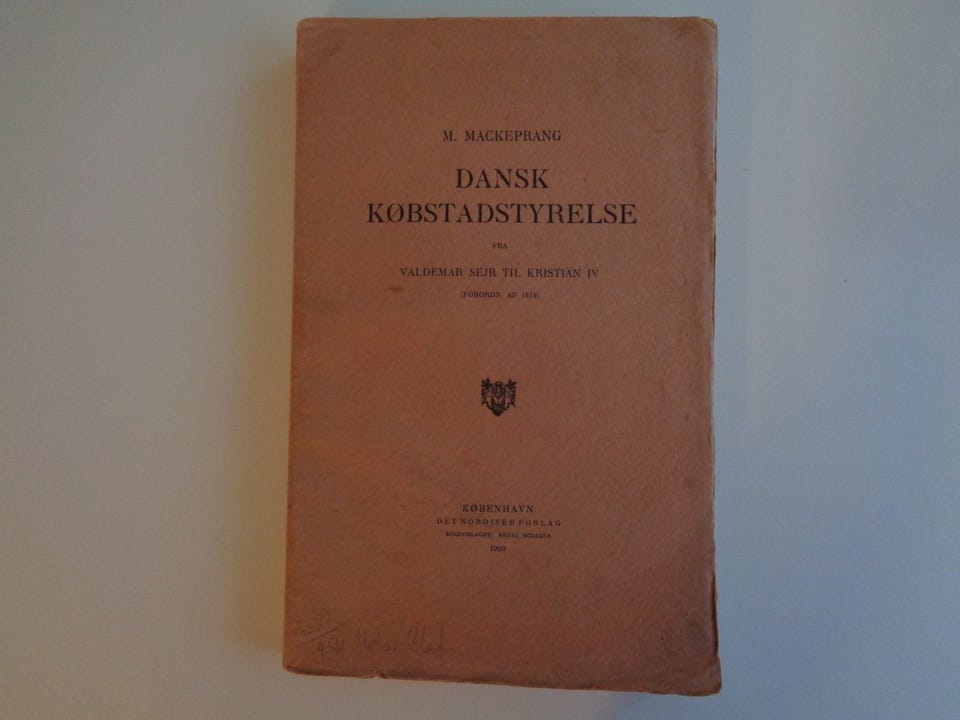 M. MACKEPRANG
DANSK
KØBSTADSTYRELSE
FRA
VALDEMAR SEJR TIL KRISTIAN IV
(FORORDN. AF 1619)
KØBENHAVN
DET NORDISKE FORLAG
BOGFORLAGET: ERNST BOJESEN
1900